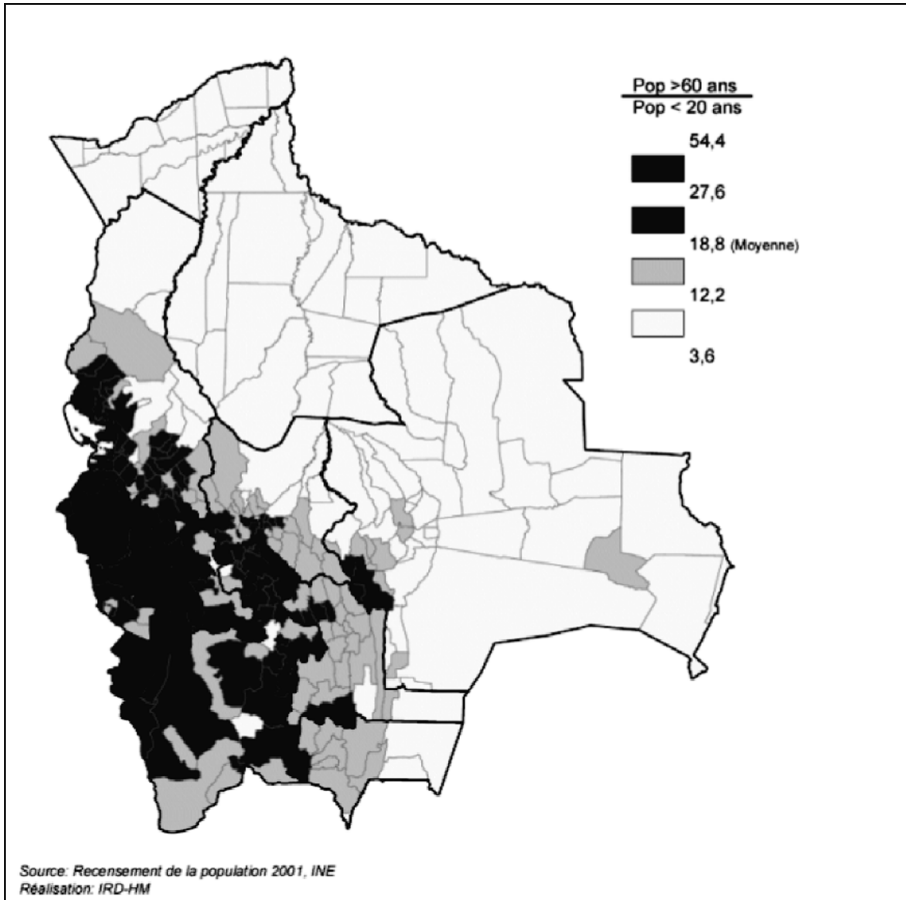 Pop >60 ans
Pop < 20 ans
54,4
27,6
18,8 (Moyenne)
12,2
3,6
Source: Recensement de la population 2001, INE
Réalisation: IRD-HM